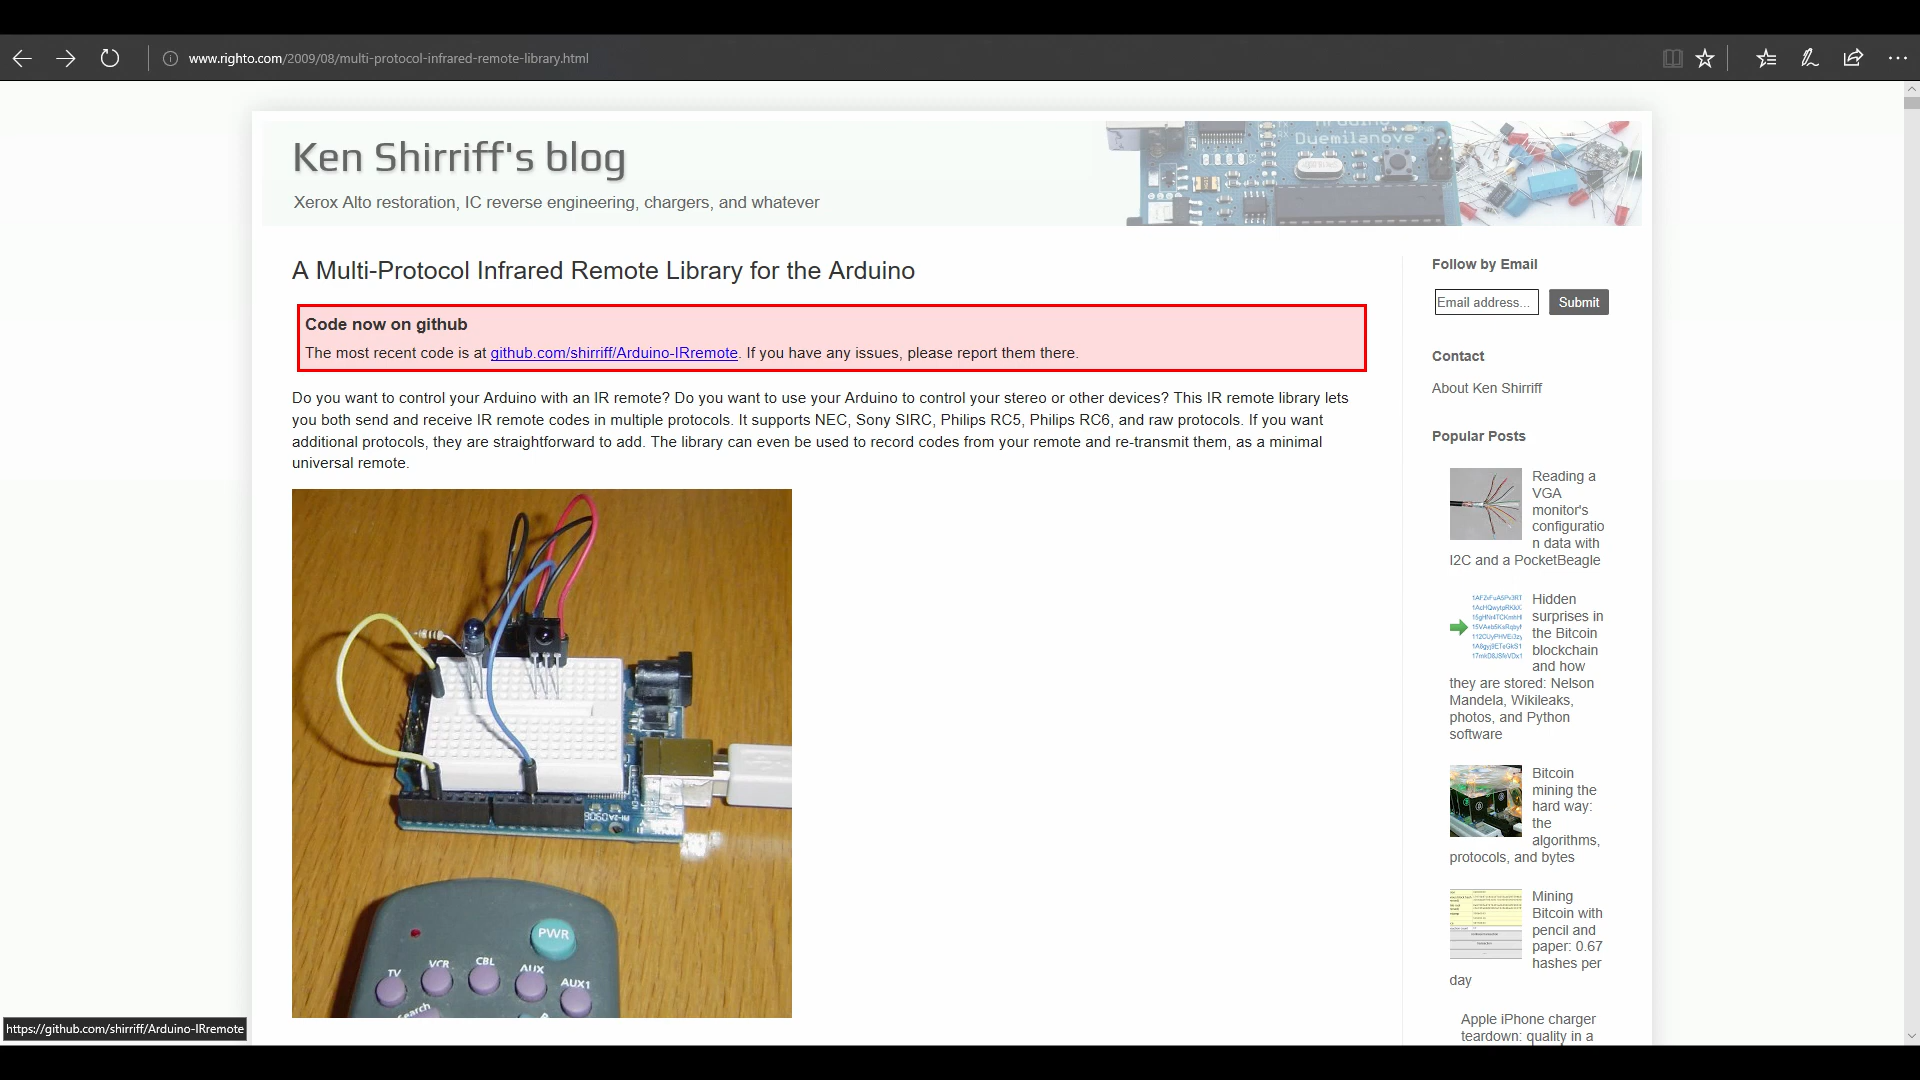 www.righto.com/2009/08/multi-protocol-infrared-remote-library.html
Ken Shirriff's blog
Xerox Alto restoration, IC reverse engineering, chargers, and whatever
Arduino
Duemilanove
A Multi-Protocol Infrared Remote Library for the Arduino
Code now on github
The most recent code is at github.com/shirriff/Arduino-IRremote. If you have any issues, please report them there.
Do you want to control your Arduino with an IR remote? Do you want to use your Arduino to control your stereo or other devices? This IR remote library lets
you both send and receive IR remote codes in multiple protocols. It supports NEC, Sony SIRC, Philips RC5, Philips RC6, and raw protocols. If you want
additional protocols, they are straightforward to add. The library can even be used to record codes from your remote and re-transmit them, as a minimal
universal remote.
PWR
TV
VCR
CBL
AUX
AUX1
Follow by Email
Email address...
Submit
Contact
About Ken Shirriff
Popular Posts
Reading a
VGA
monitor's
configuratio
n data with
I2C and a PocketBeagle
Hidden
surprises in
the Bitcoin
blockchain
and how
they are stored: Nelson
Mandela, Wikileaks,
photos, and Python
software
Bitcoin
mining the
hard way:
the
algorithms,
protocols, and bytes
Mining
Bitcoin with
pencil and
paper: 0.67
hashes per
day
Apple iPhone charger
teardown: quality in a
https://github.com/shirriff/Arduino-IRremote